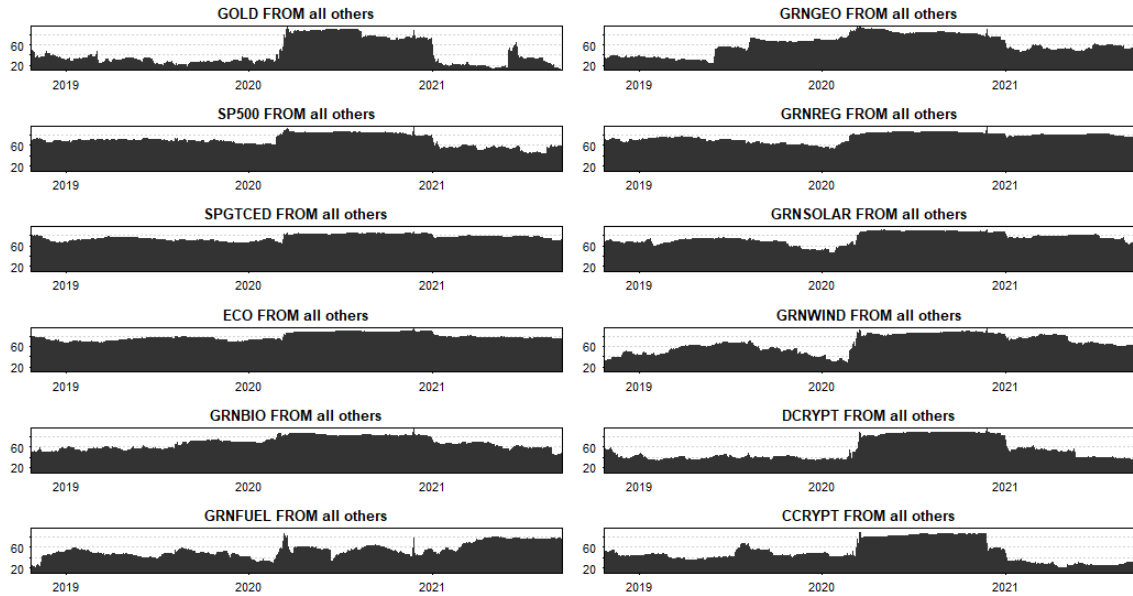 GOLD FROM all others
60
20
2019 2020 2021
GRNGEO FROM all others
60
20
2019 2020 2021
SP500 FROM all others
60
20
2019 2020 2021
GRNREG FROM all others
60
20
2019 2020 2021
SPGTCED FROM all others
60
20
2019 2020 2021
GRNSOLAR FROM all others
60
20
2019 2020 2021
ECO FROM all others
60
20
2019 2020 2021
GRNWIND FROM all others
60
20
2019 2020 2021
GRNBIO FROM all others
60
20
2019 2020 2021
DCRYPT FROM all others
60
20
2019 2020 2021
GRNFUEL FROM all others
60
20
2019 2020 2021
CCRYPT FROM all others
60
20
2019 2020 2021